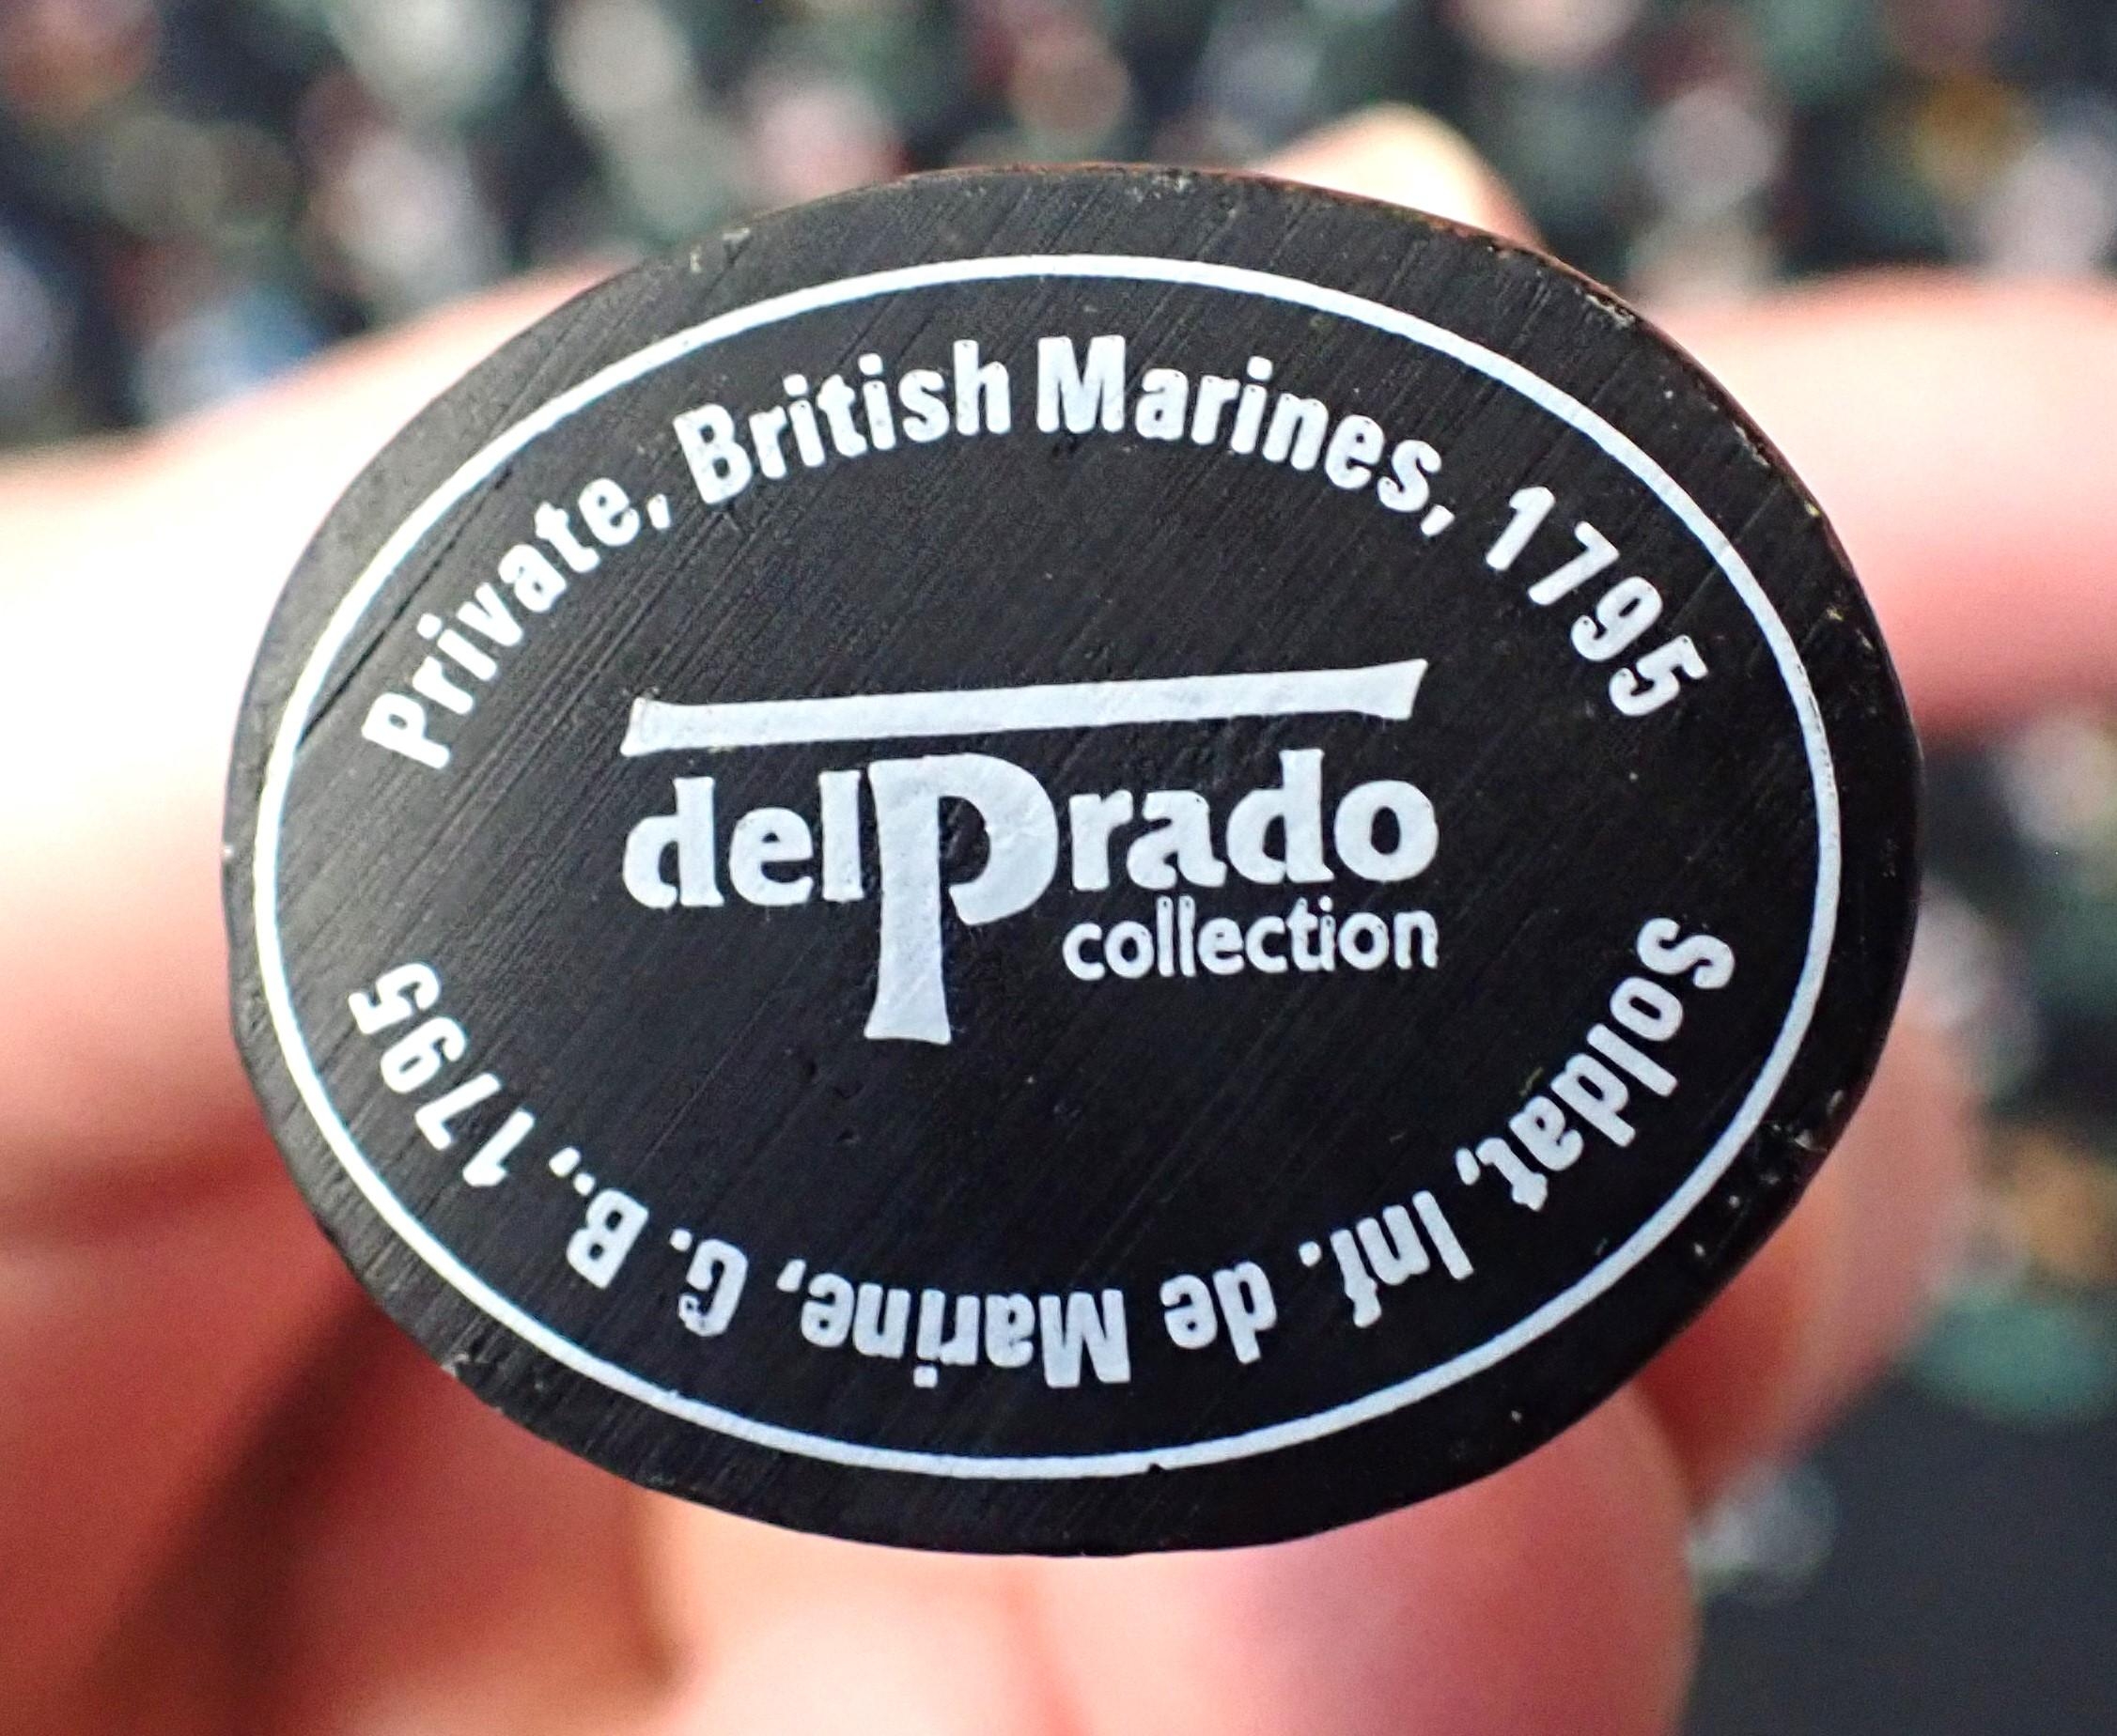 Private, British Marines, 1795
delprado
collection
Soldat, Inf. de Marine, G. B., 1795